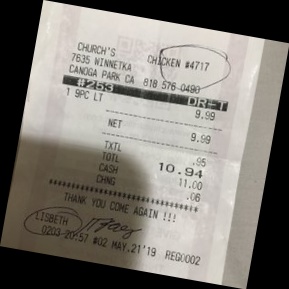 CHURCH'S CHICKEN #4717
7635 WINNETKA
CANOGA PARK CA 818 576 0490
#253 DR-T
1 9PC LT 9.99
NET 9.99
TXTL .95
TOTL 10.94
CASH 11.00
CHNG .06
THANK YOU COME AGAIN !!!
LISBETH
0203-20:57 #02 MAY.21'19 REG0002